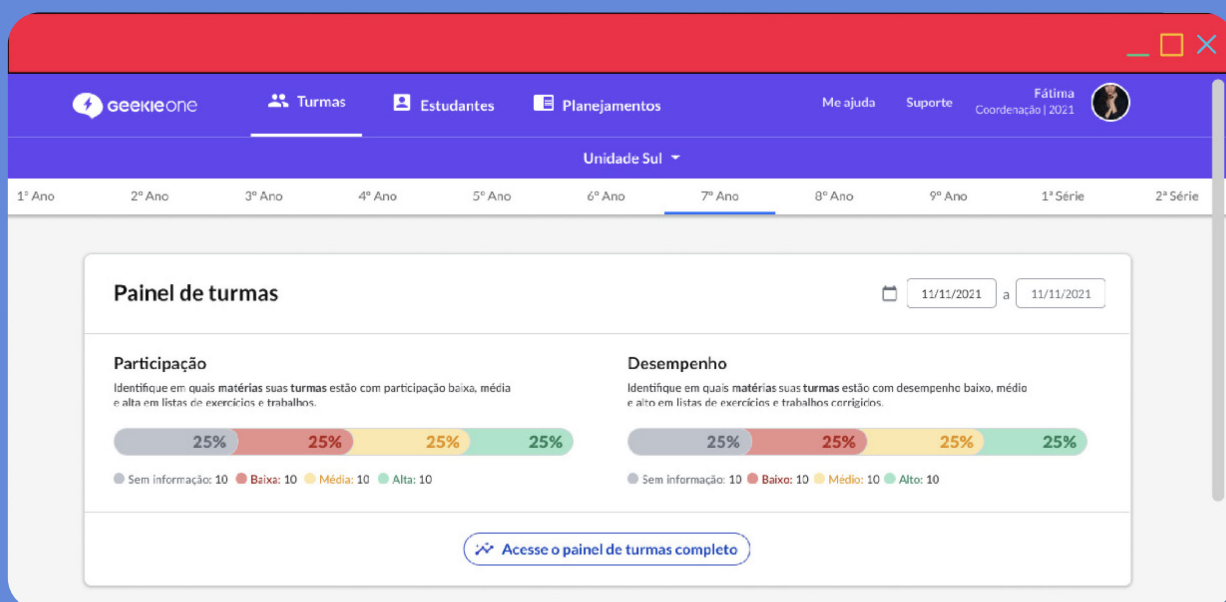 GEEKIEONE Turmas Estudantes Planejamentos Me ajuda Suporte Fátima
Coordenação | 2021
Unidade Sul
1º Ano 2º Ano 3º Ano 4º Ano 5º Ano 6º Ano 7º Ano 8º Ano 9º Ano 1ª Série 2ª Série
Painel de turmas 11/11/2021 a 11/11/2021
Participação
Identifique em quais matérias suas turmas estão com participação baixa, média
e alta em listas de exercícios e trabalhos.
25% 25% 25% 25%
Sem informação: 10 Baixa: 10 Média: 10 Alta: 10
Desempenho
Identifique em quais matérias suas turmas estão com desempenho baixo, médio
e alto em listas de exercícios e trabalhos corrigidos.
25% 25% 25% 25%
Sem informação: 10 Baixo: 10 Médio: 10 Alto: 10
Acesse o painel de turmas completo